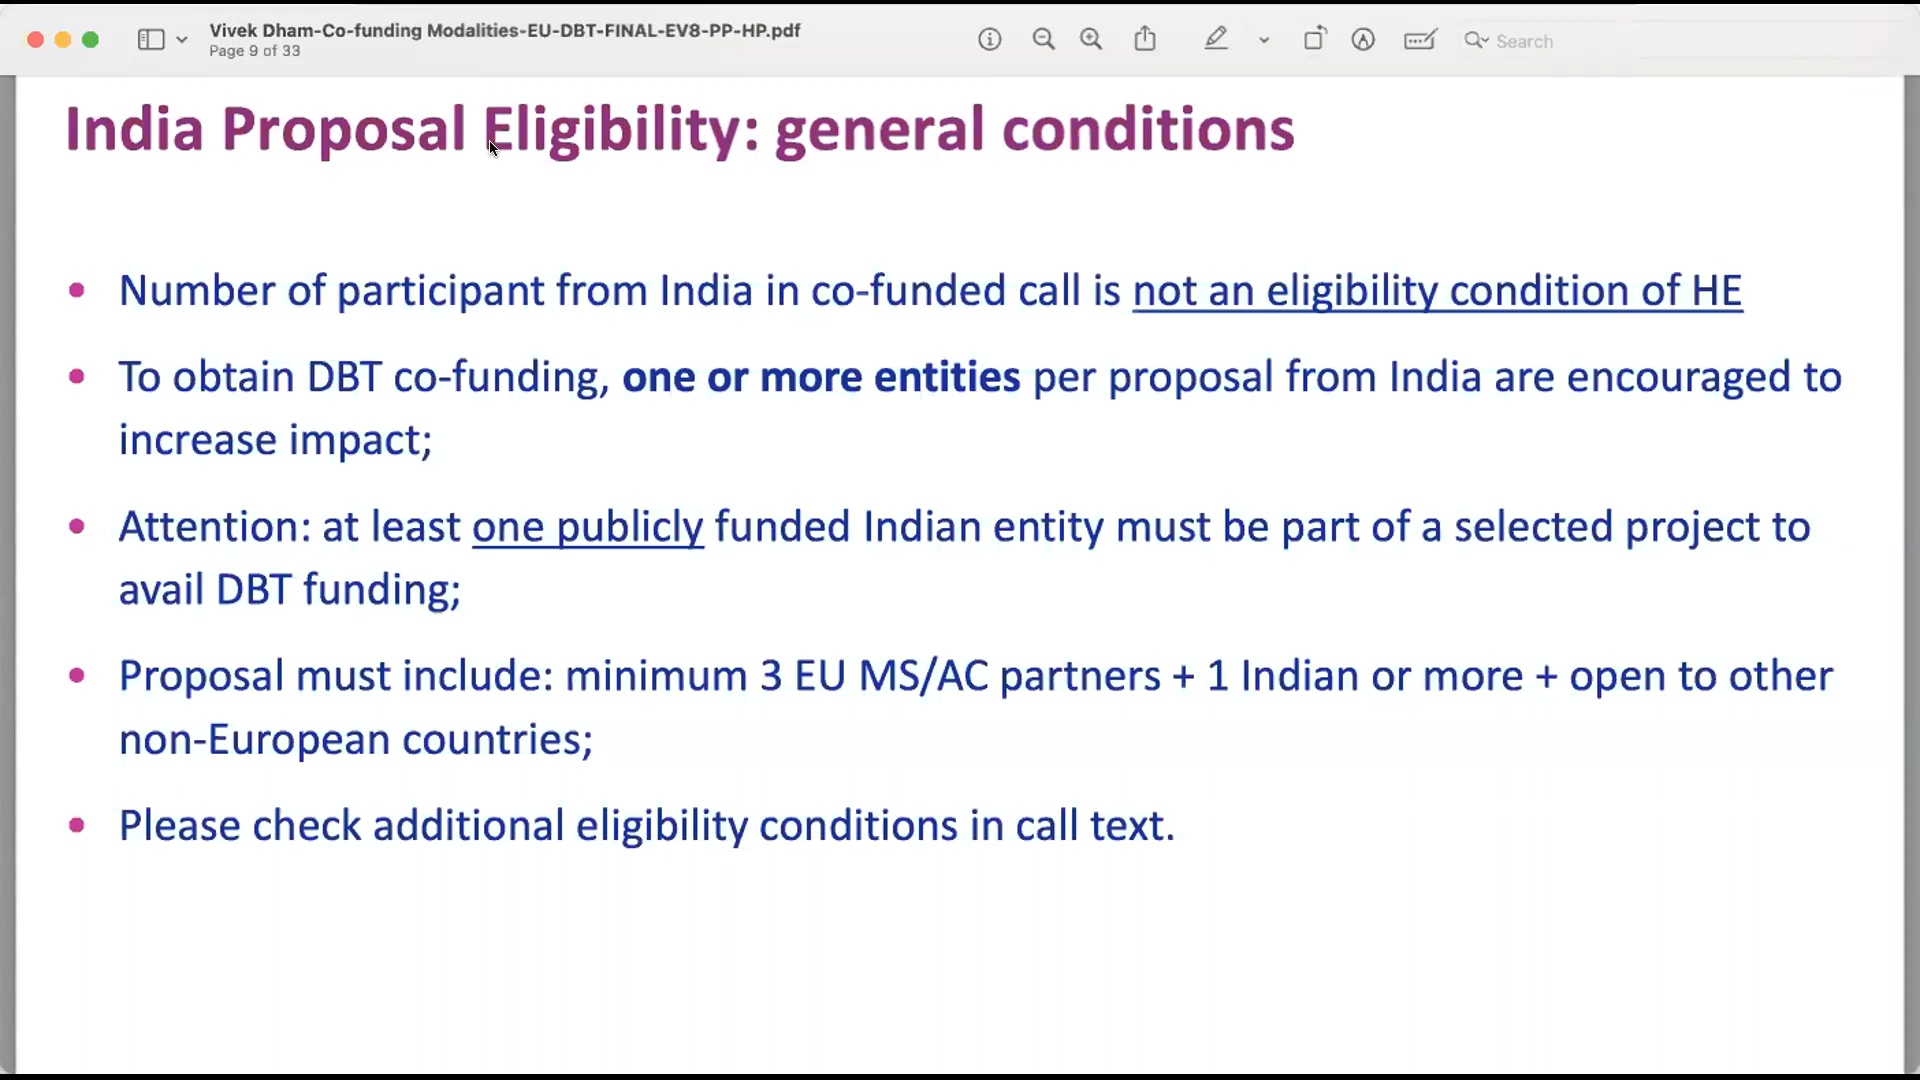 Vivek Dham-Co-funding Modalities-EU-DBT-FINAL-EV8-PP-HP.pdf
Page 9 of 33
Search
India Proposal Eligibility: general conditions
• Number of participant from India in co-funded call is not an eligibility condition of HE
• To obtain DBT co-funding, one or more entities per proposal from India are encouraged to
increase impact;
• Attention: at least one publicly funded Indian entity must be part of a selected project to
avail DBT funding;
• Proposal must include: minimum 3 EU MS/AC partners + 1 Indian or more + open to other
non-European countries;
• Please check additional eligibility conditions in call text.